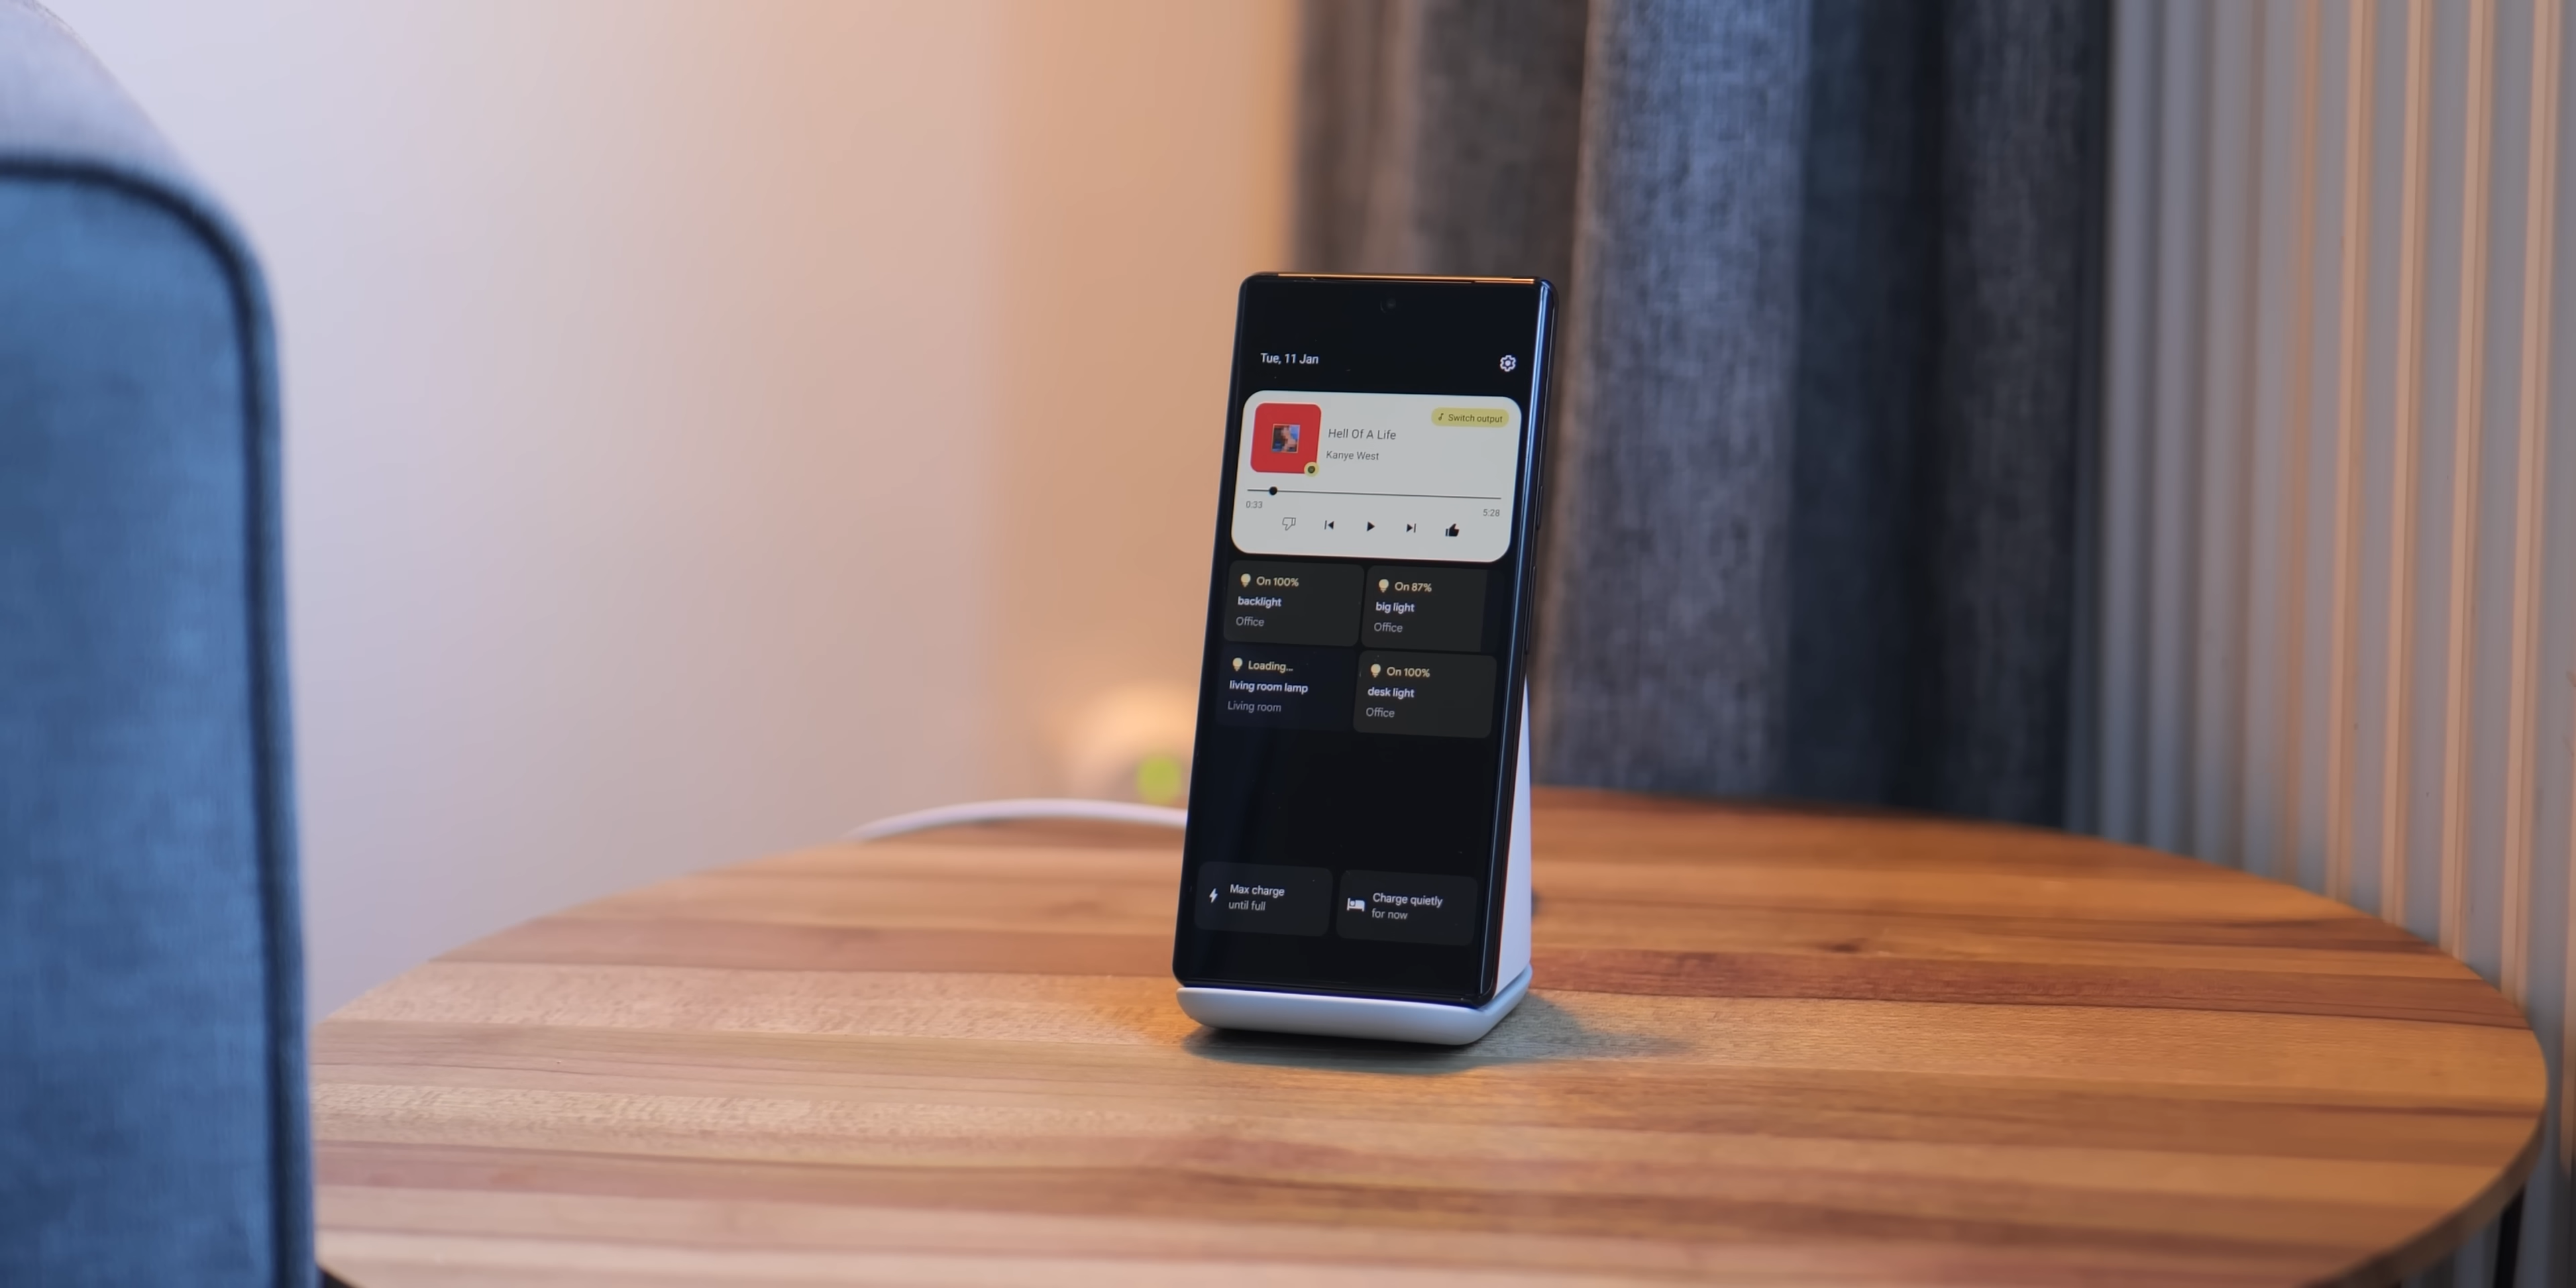 Tue, 11 Jan
Switch output
Hell Of A Life
Kanye West
0:33
5:28
On 100%
backlight
Office
On 87%
big light
Office
Loading...
living room lamp
Living room
On 100%
desk light
Office
Max charge
until full
Charge quietly
for now